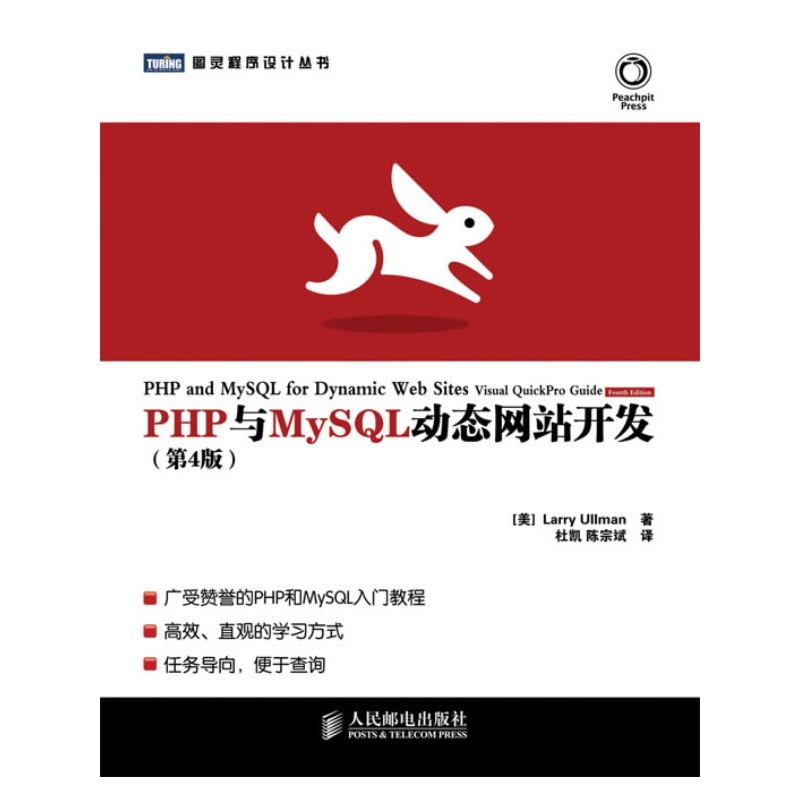 TURING 图灵程序设计丛书
Peachpit
Press
PHP and MySQL for Dynamic Web Sites Visual QuickPro Guide Fourth Edition
PHP与MySQL动态网站开发
（第4版）
[美] Larry Ullman 著
杜凯 陈宗斌 译
广受赞誉的PHP和MySQL入门教程
高效、直观的学习方式
任务导向，便于查询
人民邮电出版社
POSTS & TELECOM PRESS